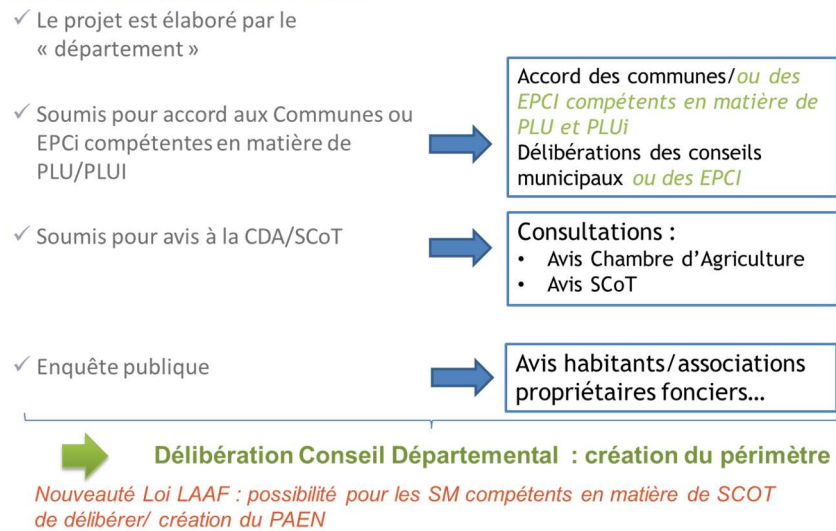 ✓ Le projet est élaboré par le
« département »
✓ Soumis pour accord aux Communes ou
EPCi compétentes en matière de
PLU/PLUI
Accord des communes/ou des
EPCI compétents en matière de
PLU et PLUi
Délibérations des conseils
municipaux ou des EPCI
✓ Soumis pour avis à la CDA/SCoT
Consultations :
• Avis Chambre d'Agriculture
• Avis SCoT
✓ Enquête publique
Avis habitants/associations
propriétaires fonciers…
Délibération Conseil Départemental : création du périmètre
Nouveauté Loi LAAF : possibilité pour les SM compétents en matière de SCOT
de délibérer/ création du PAEN